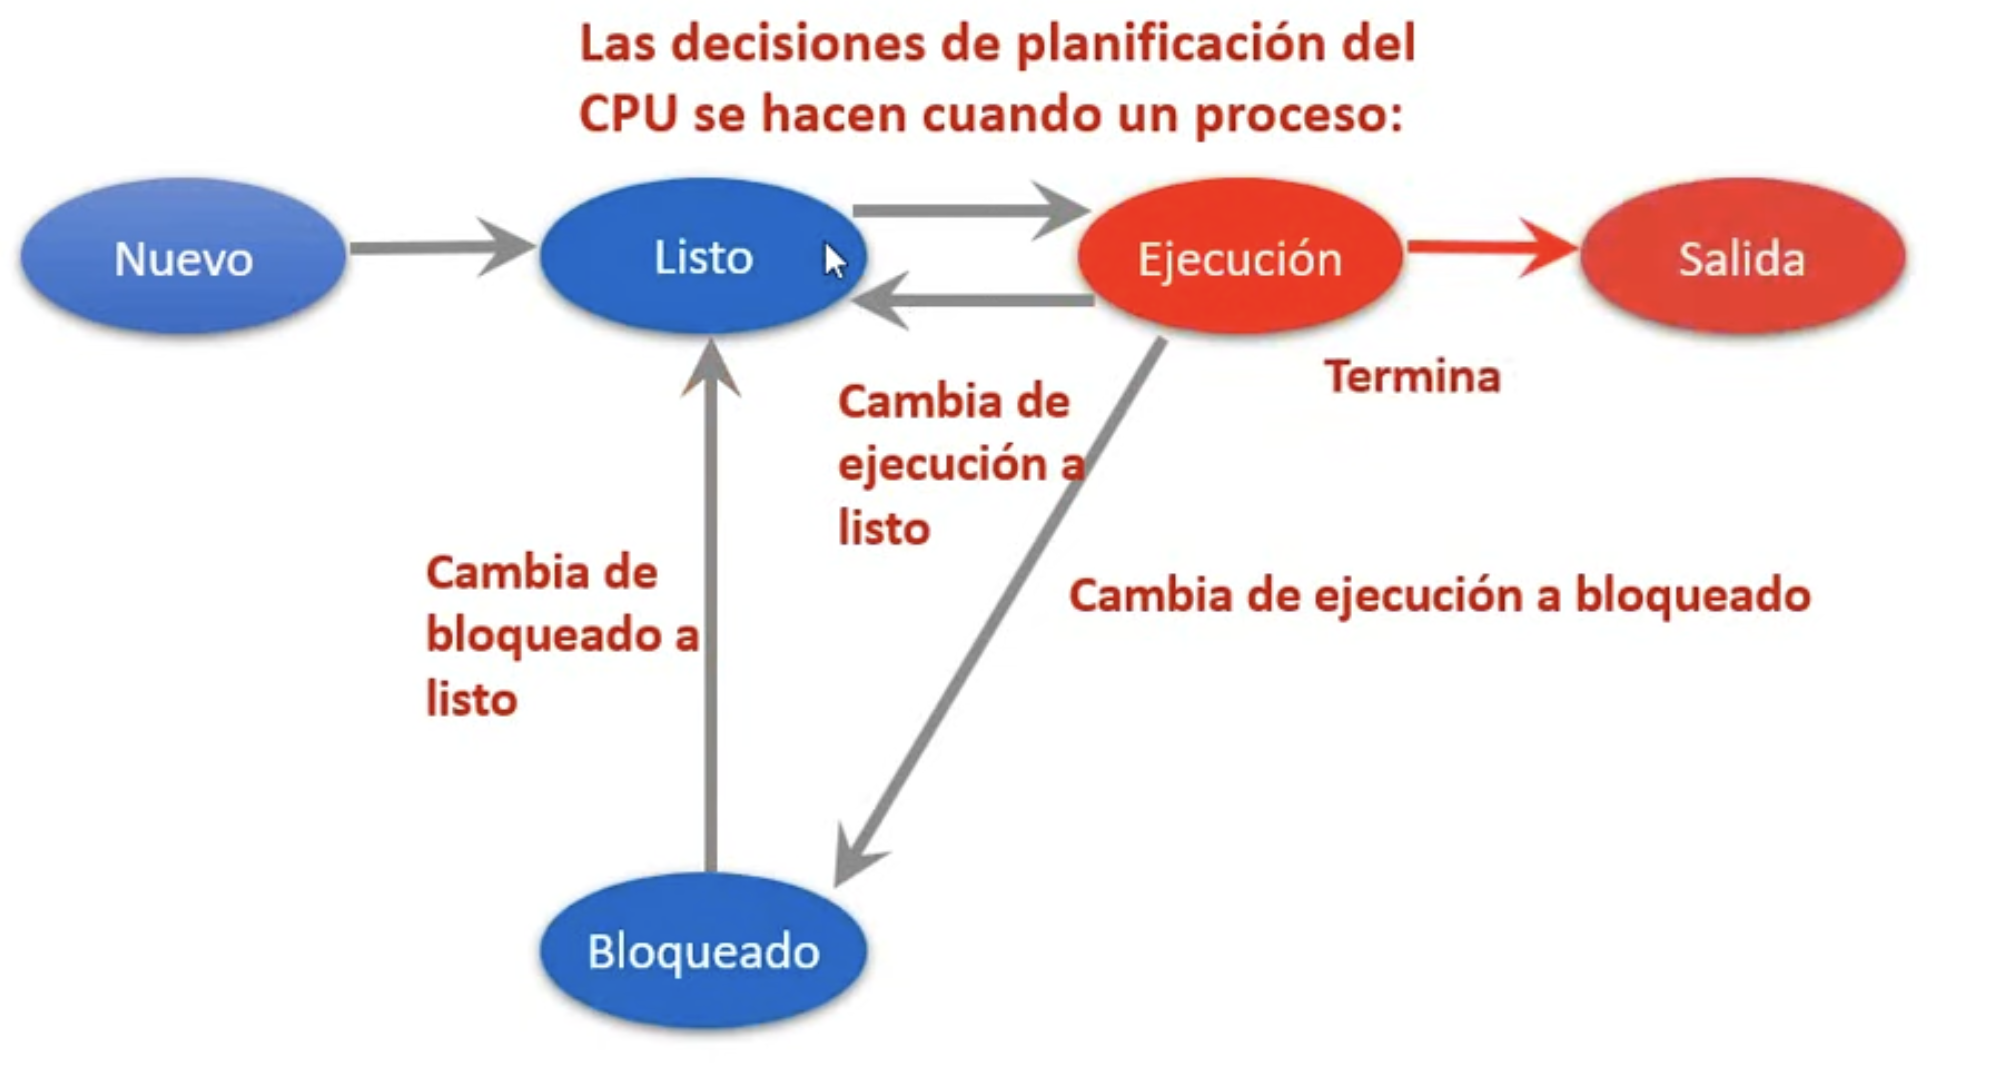 Las decisiones de planificación del
CPU se hacen cuando un proceso:
Nuevo
Listo
Ejecución
Salida
Termina
Cambia de
ejecución a
listo
Cambia de
bloqueado a
listo
Cambia de ejecución a bloqueado
Bloqueado